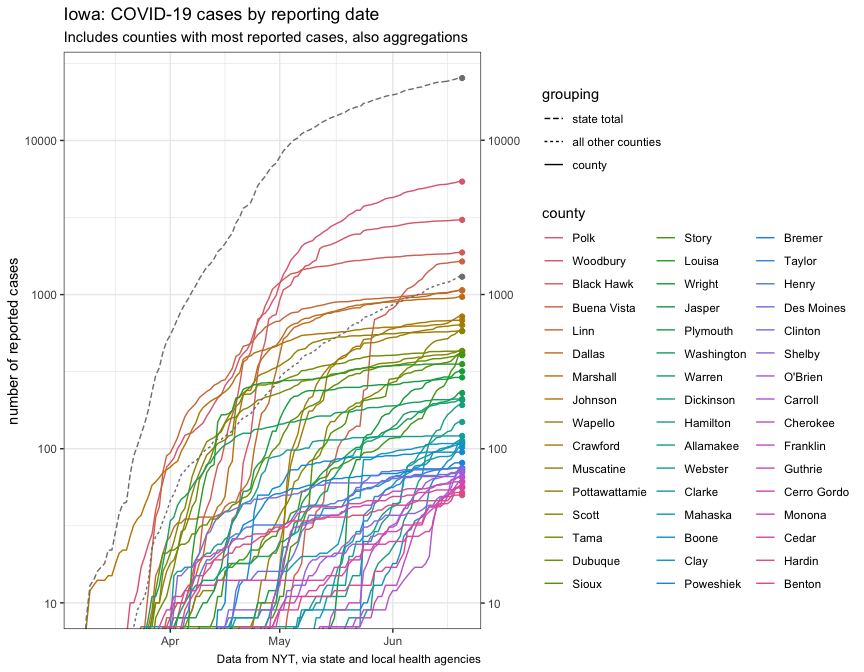 Iowa: COVID-19 cases by reporting date
Includes counties with most reported cases, also aggregations
number of reported cases
10000
1000
100
10
10000
1000
100
10
Apr
May
Jun
Data from NYT, via state and local health agencies
grouping
state total
all other counties
county
county
Polk
Woodbury
Black Hawk
Buena Vista
Linn
Dallas
Marshall
Johnson
Wapello
Crawford
Muscatine
Pottawattamie
Scott
Tama
Dubuque
Sioux
Story
Louisa
Wright
Jasper
Plymouth
Washington
Warren
Dickinson
Hamilton
Allamakee
Webster
Clarke
Mahaska
Boone
Clay
Poweshiek
Bremer
Taylor
Henry
Des Moines
Clinton
Shelby
O'Brien
Carroll
Cherokee
Franklin
Guthrie
Cerro Gordo
Monona
Cedar
Hardin
Benton